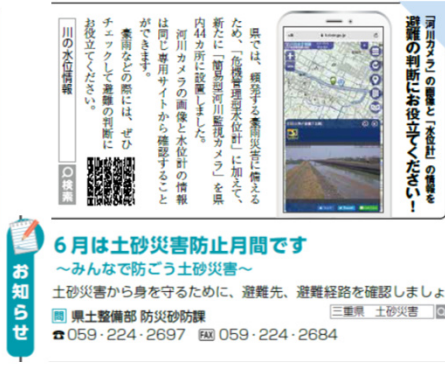 「河川カメラ」の画像と「水位計」の情報を
避難の判断にお役立てください！
県では、頻発する豪雨災害に備える
ため、「危機管理型水位計」に加えて、
新たに「簡易型河川監視カメラ」を県
内44カ所に設置しました。
河川カメラの画像と水位計の情報
は同じ専用サイトから確認すること
ができます。
豪雨などの際には、ぜひ
チェックして避難の判断に
お役立てください。
川の水位情報
検索
お知らせ
6月は土砂災害防止月間です
〜みんなで防ごう土砂災害〜
土砂災害から身を守るために、避難先、避難経路を確認しましょ
三重県 土砂災害
問 県土整備部 防災砂防課
☎059・224・2697 FAX 059・224・2684